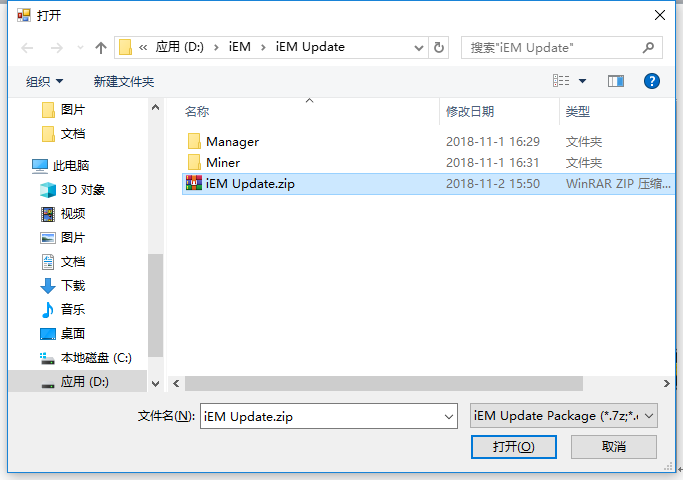 打开
« 应用 (D:) > iEM > iEM Update
搜索"iEM Update"
组织 新建文件夹
图片
文档
此电脑
3D 对象
视频
图片
文档
下载
音乐
桌面
本地磁盘 (C:)
应用 (D:)
名称 修改日期 类型
Manager 2018-11-1 16:29 文件夹
Miner 2018-11-1 16:31 文件夹
iEM Update.zip 2018-11-2 15:50 WinRAR ZIP 压缩...
文件名(N): iEM Update.zip iEM Update Package (*.7z;*.
打开(O) 取消